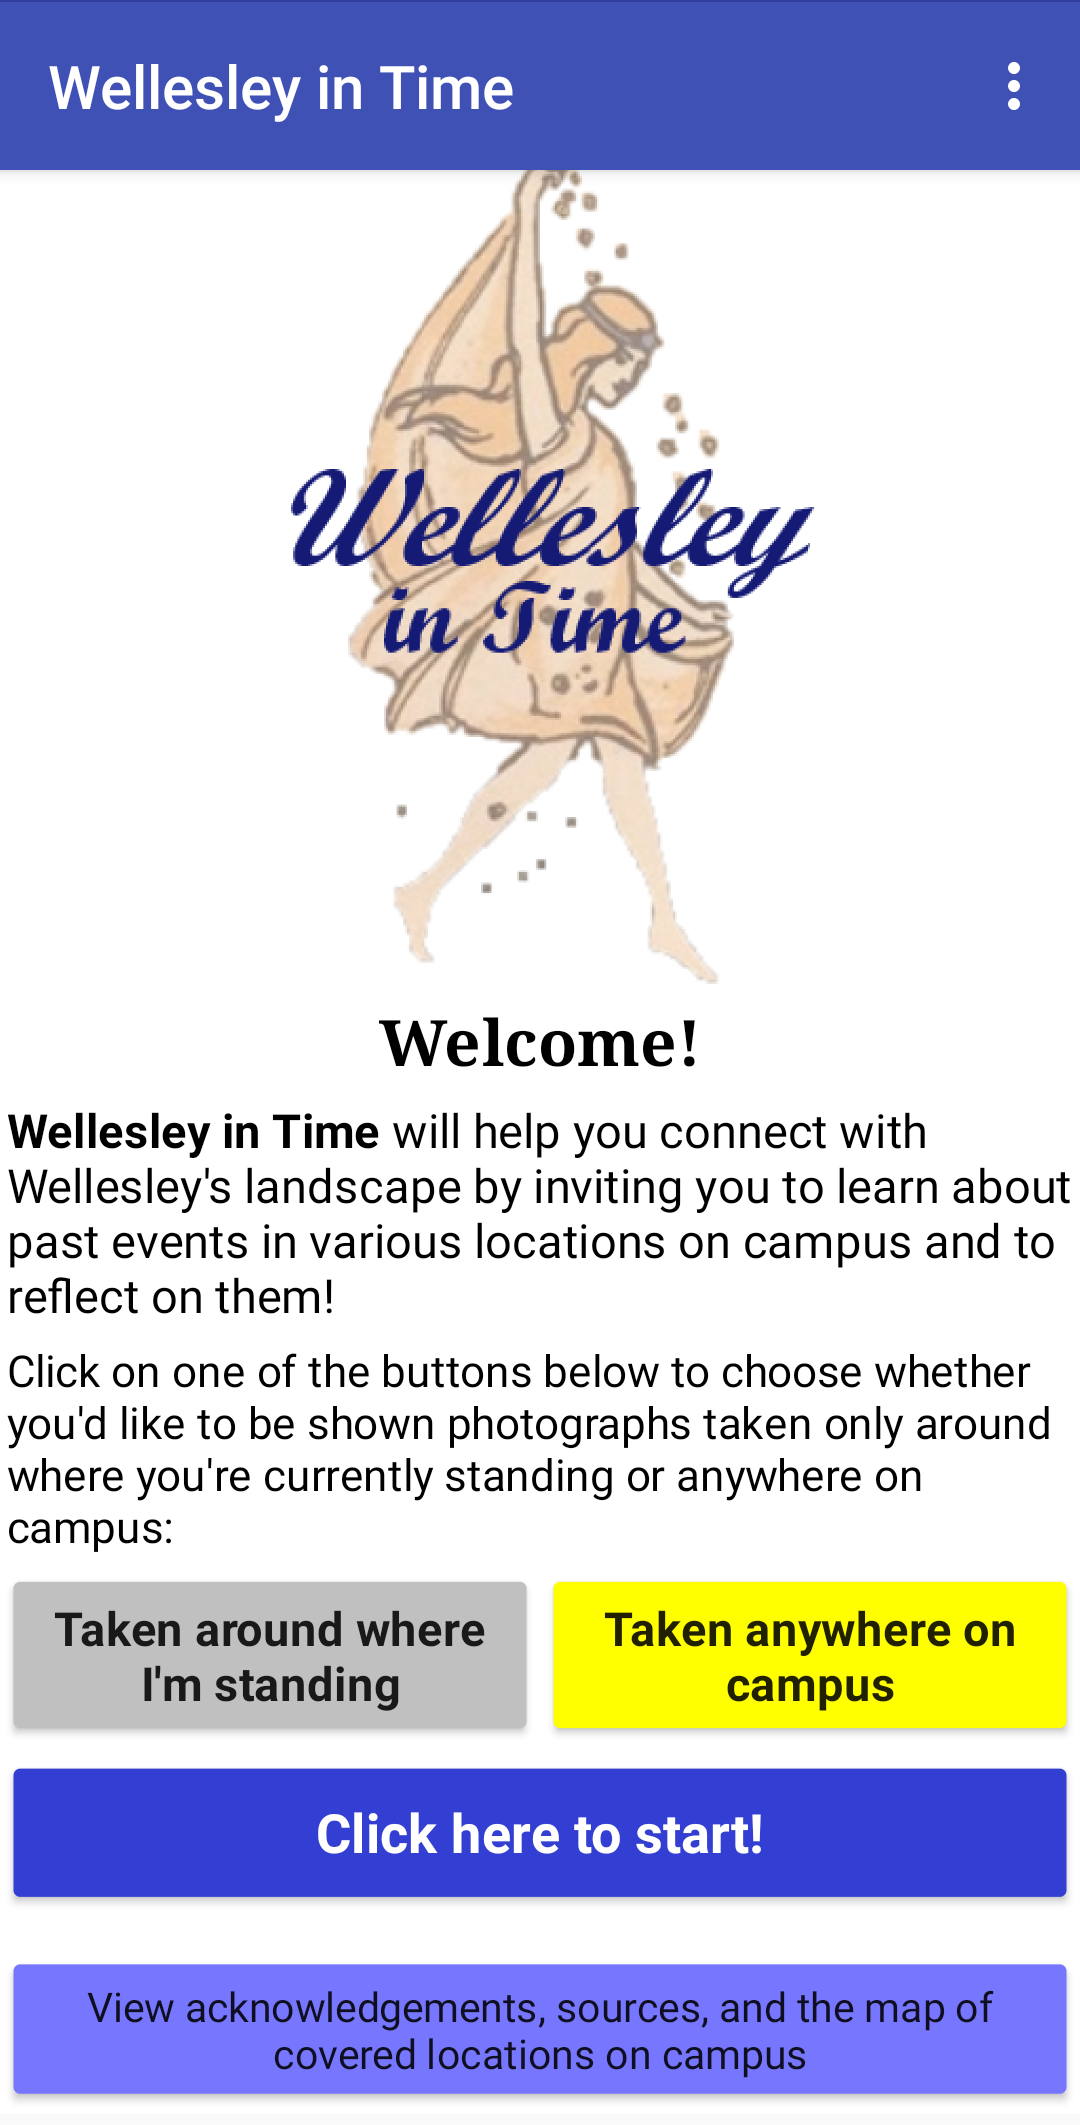 Wellesley in Time
Wellesley
in Time
Welcome!
Wellesley in Time will help you connect with
Wellesley's landscape by inviting you to learn about
past events in various locations on campus and to
reflect on them!
Click on one of the buttons below to choose whether
you'd like to be shown photographs taken only around
where you're currently standing or anywhere on
campus:
Taken around where
I'm standing
Taken anywhere on
campus
Click here to start!
View acknowledgements, sources, and the map of
covered locations on campus